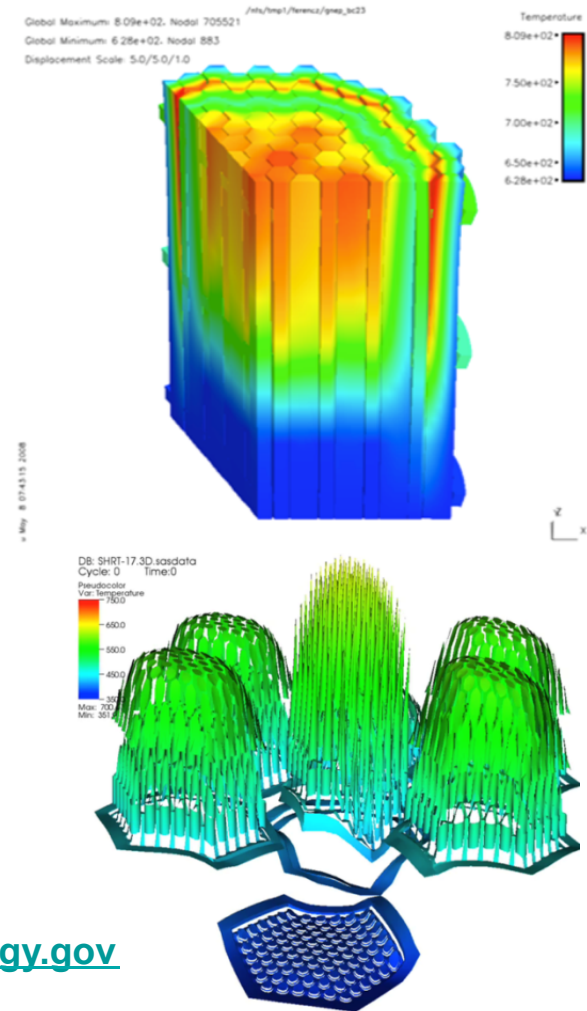 /nfs/tmp1/ferencz/gnep_bc23
Global Maximum: 8.09e+02, Nodal 705521
Global Minimum: 6.28e+02, Nodal 883
Displacement Scale: 5.0/5.0/1.0
Temperature
8.09e+02
7.50e+02
7.00e+02
6.50e+02
6.28e+02
May 8 07:43:15 2008
Z
X
DB: SHRT-17.3D.sasdata
Cycle: 0 Time:0
Pseudocolor
Var: Temperature
750.0
650.0
550.0
450.0
Max: 700
Min: 351
gy.gov